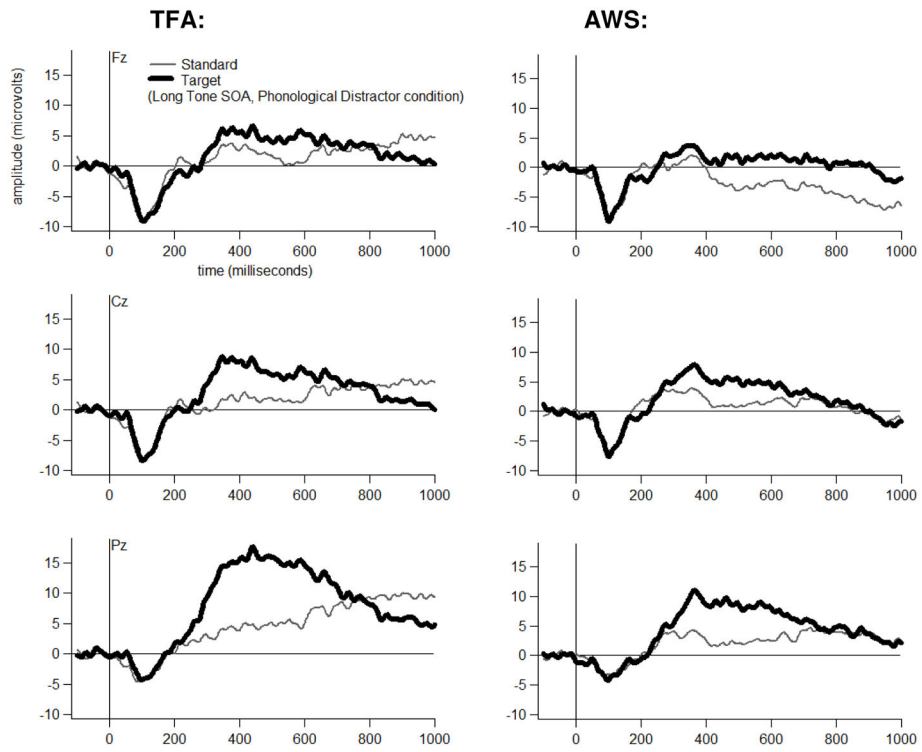 TFA:
AWS:
Fz
Standard
Target
(Long Tone SOA, Phonological Distractor condition)
amplitude (microvolts)
15
10
5
0
-5
-10
0 200 400 600 800 1000
time (milliseconds)
15
10
5
0
-5
-10
0 200 400 600 800 1000
Cz
15
10
5
0
-5
-10
0 200 400 600 800 1000
15
10
5
0
-5
-10
0 200 400 600 800 1000
Pz
15
10
5
0
-5
-10
0 200 400 600 800 1000
15
10
5
0
-5
-10
0 200 400 600 800 1000